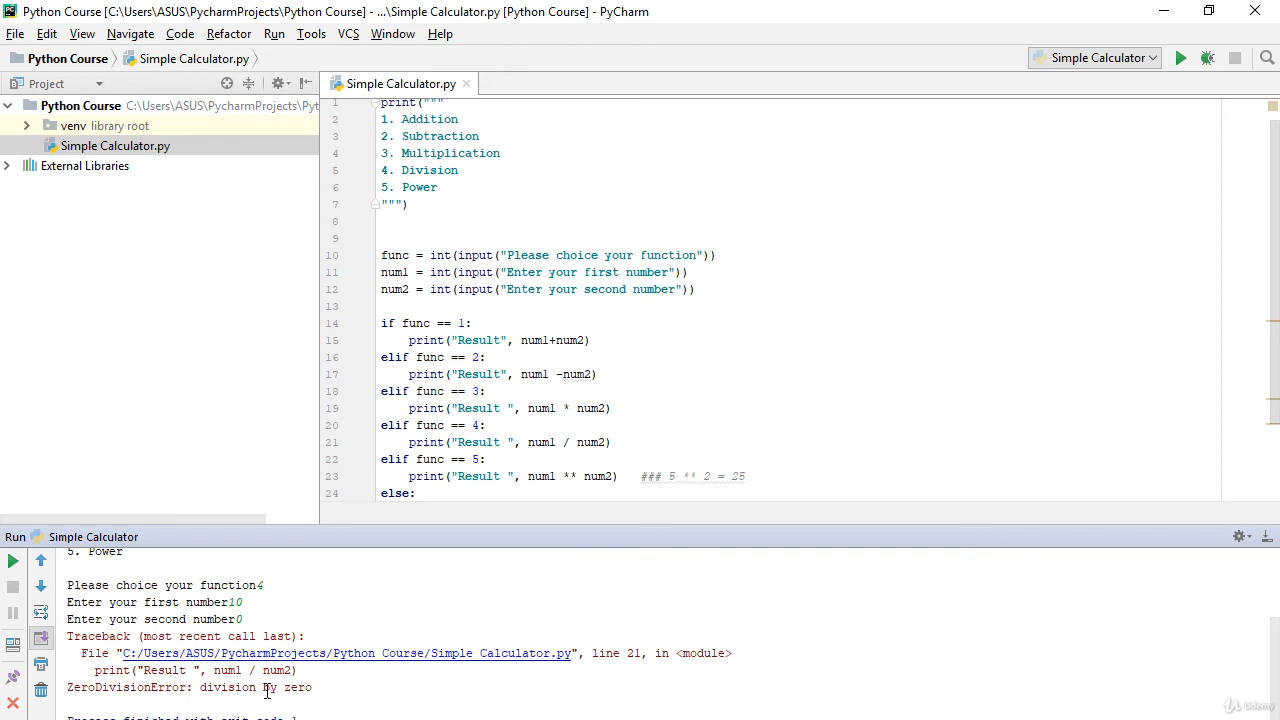 Python Course [C:\Users\ASUS\PycharmProjects\Python Course] - ...\Simple Calculator.py [Python Course] - PyCharm
File Edit View Navigate Code Refactor Run Tools VCS Window Help
Python Course Simple Calculator.py Simple Calculator
Project Simple Calculator.py
Python Course C:\Users\ASUS\PycharmProjects\Pyt
venv library root
Simple Calculator.py
External Libraries
1 print("""
2 1. Addition
3 2. Subtraction
4 3. Multiplication
5 4. Division
6 5. Power
7 """)
8
9
10 func = int(input("Please choice your function"))
11 num1 = int(input("Enter your first number"))
12 num2 = int(input("Enter your second number"))
13
14 if func == 1:
15 print("Result", num1+num2)
16 elif func == 2:
17 print("Result", num1 -num2)
18 elif func == 3:
19 print("Result ", num1 * num2)
20 elif func == 4:
21 print("Result ", num1 / num2)
22 elif func == 5:
23 print("Result ", num1 ** num2) ### 5 ** 2 = 25
24 else:
Run Simple Calculator
5. Power
Please choice your function4
Enter your first number10
Enter your second number0
Traceback (most recent call last):
File "C:/Users/ASUS/PycharmProjects/Python Course/Simple Calculator.py", line 21, in <module>
print("Result ", num1 / num2)
ZeroDivisionError: division by zero
Process finished with exit code 1
Udemy